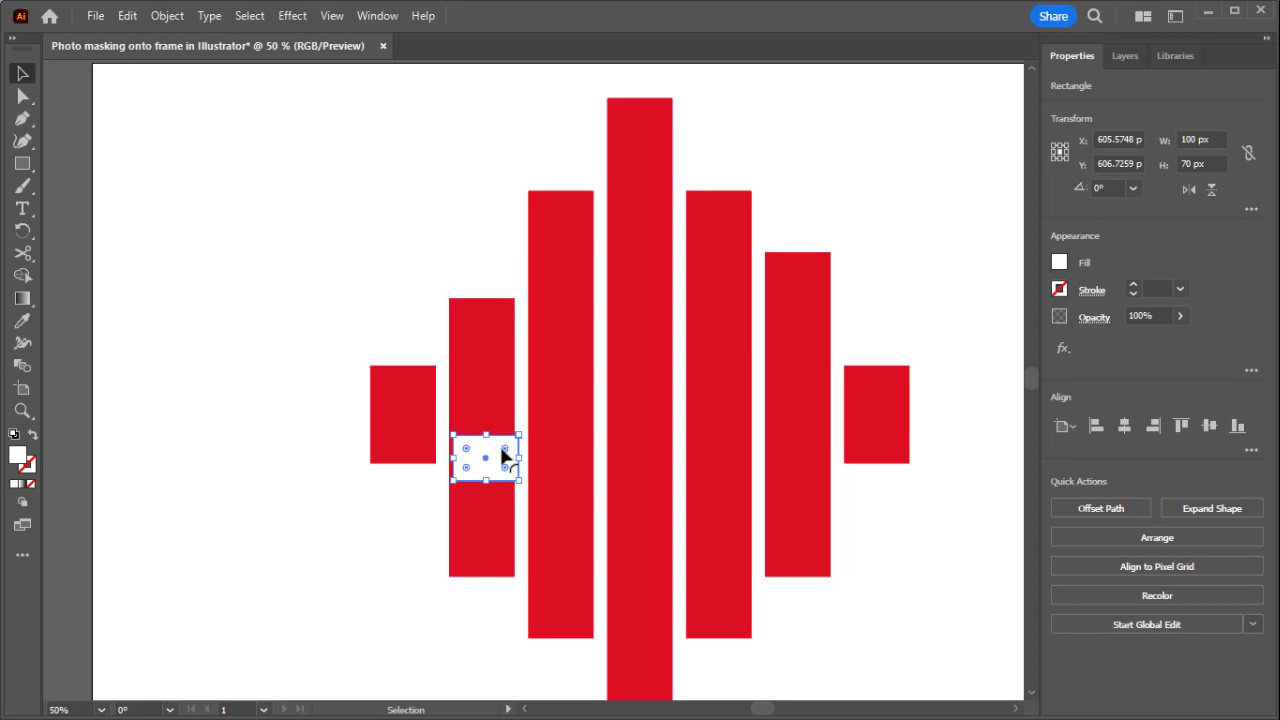 Ai File Edit Object Type Select Effect View Window Help Share
Photo masking onto frame in Illustrator* @ 50 % (RGB/Preview) ×
Properties Layers Libraries
Rectangle
Transform
X: 605.5748 p W: 100 px
Y: 606.7259 p H: 70 px
0°
Appearance
Fill
Stroke
Opacity 100%
fx.
Align
Quick Actions
Offset Path Expand Shape
Arrange
Align to Pixel Grid
Recolor
Start Global Edit
50% 0° 1 Selection